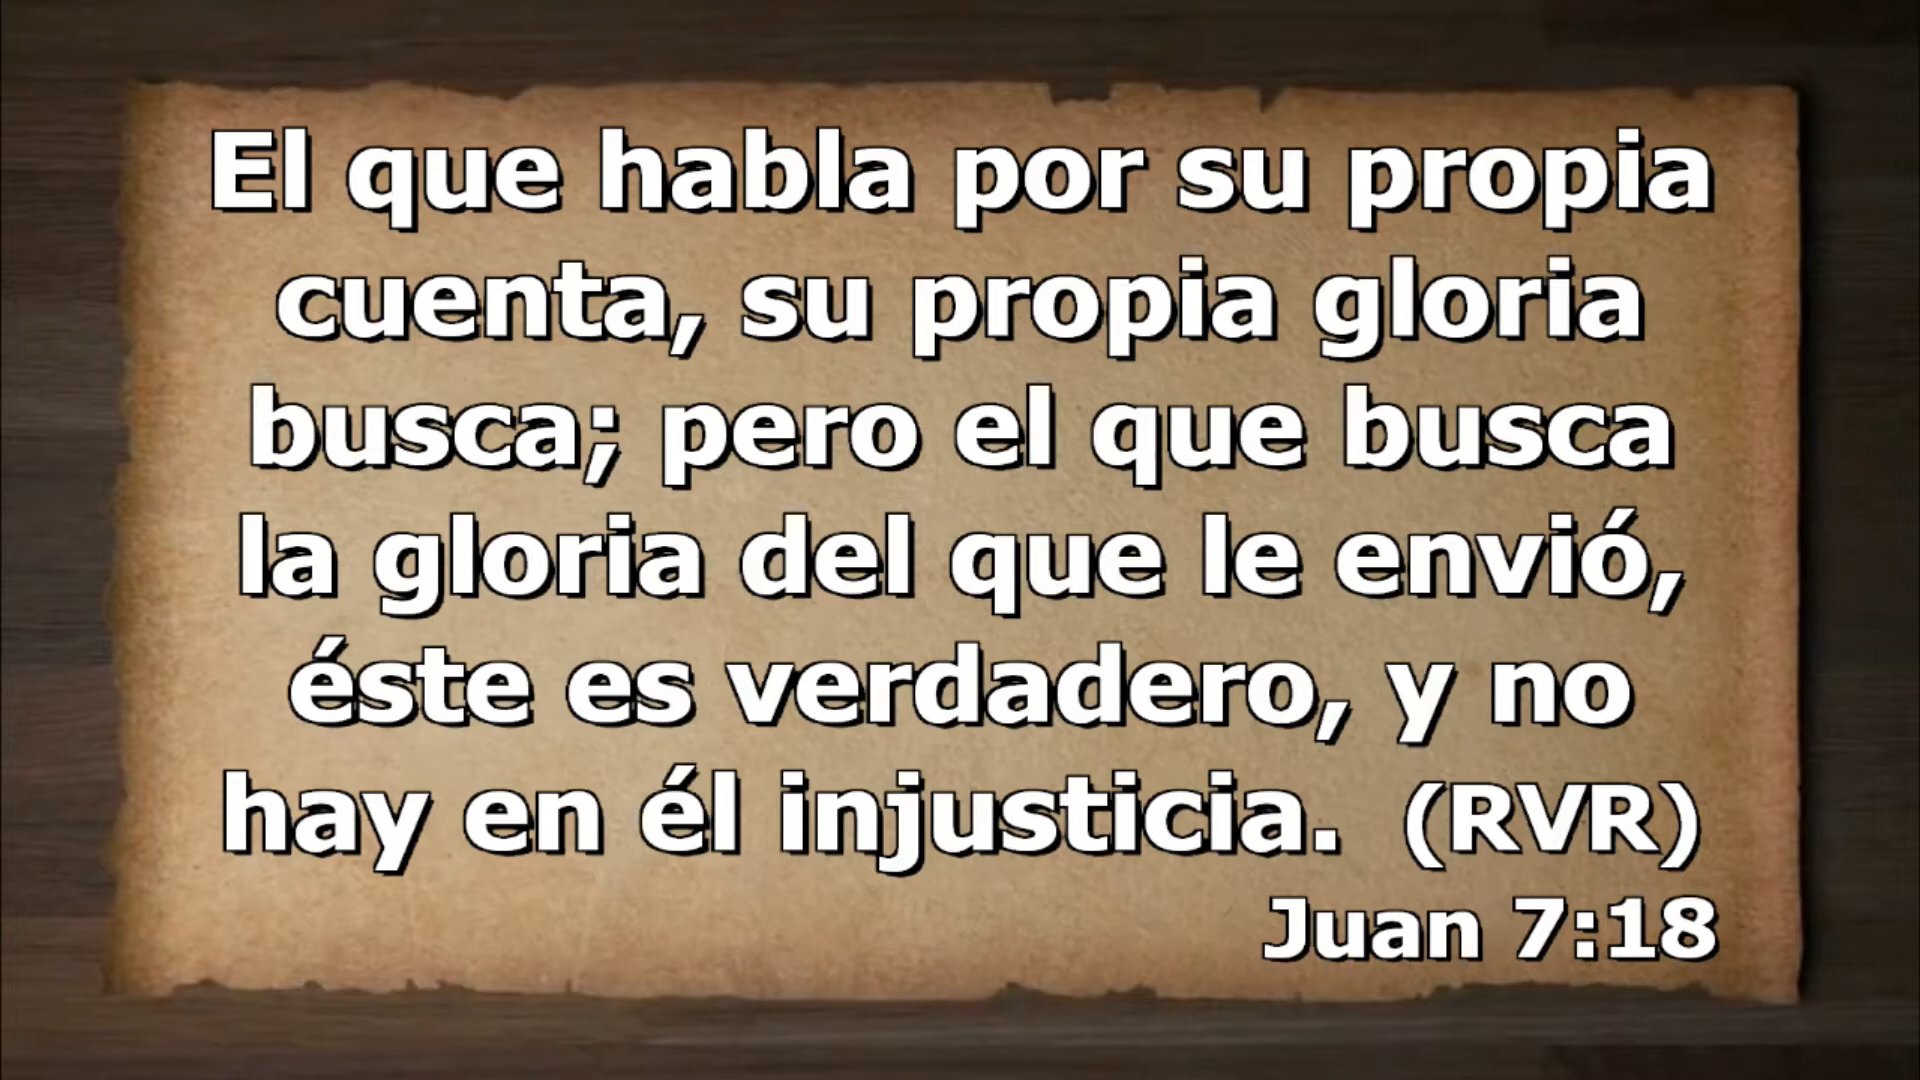 El que habla por su propia
cuenta, su propia gloria
busca; pero el que busca
la gloria del que le envió,
éste es verdadero, y no
hay en él injusticia. (RVR)
Juan 7:18